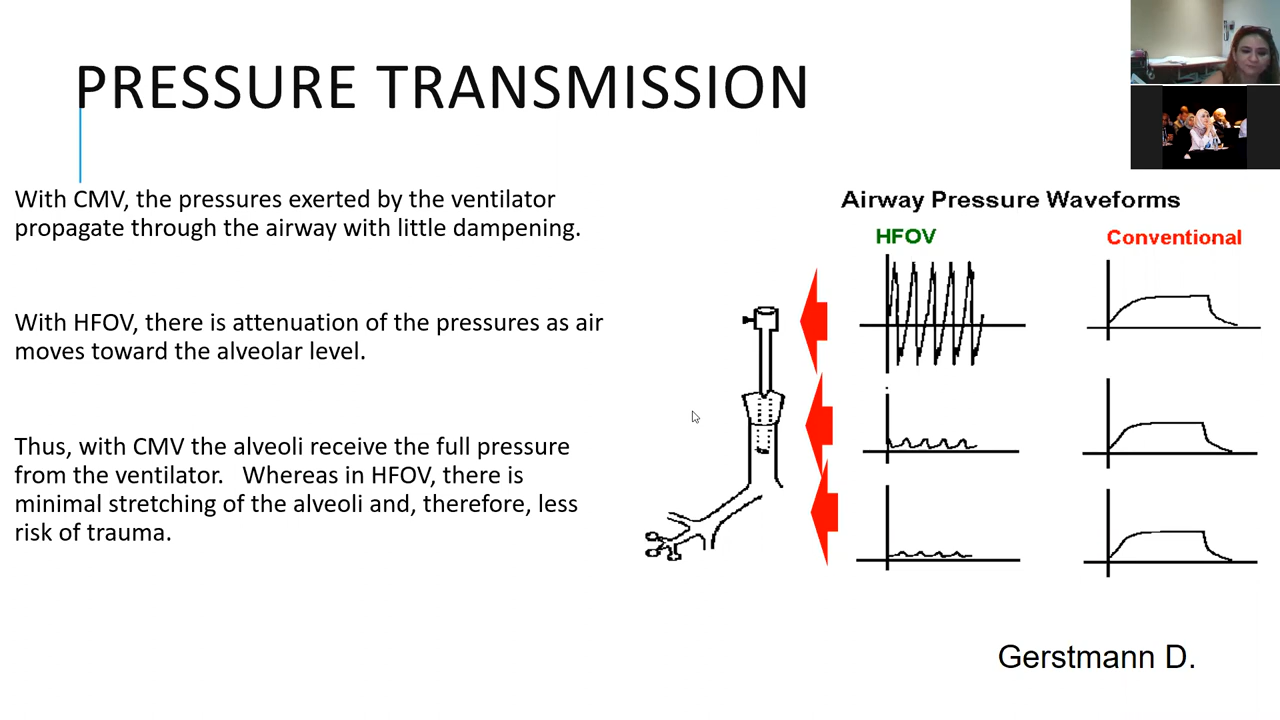 PRESSURE TRANSMISSION
With CMV, the pressures exerted by the ventilator
propagate through the airway with little dampening.
With HFOV, there is attenuation of the pressures as air
moves toward the alveolar level.
Thus, with CMV the alveoli receive the full pressure
from the ventilator.   Whereas in HFOV, there is
minimal stretching of the alveoli and, therefore, less
risk of trauma.
Airway Pressure Waveforms
HFOV
Conventional
Gerstmann D.